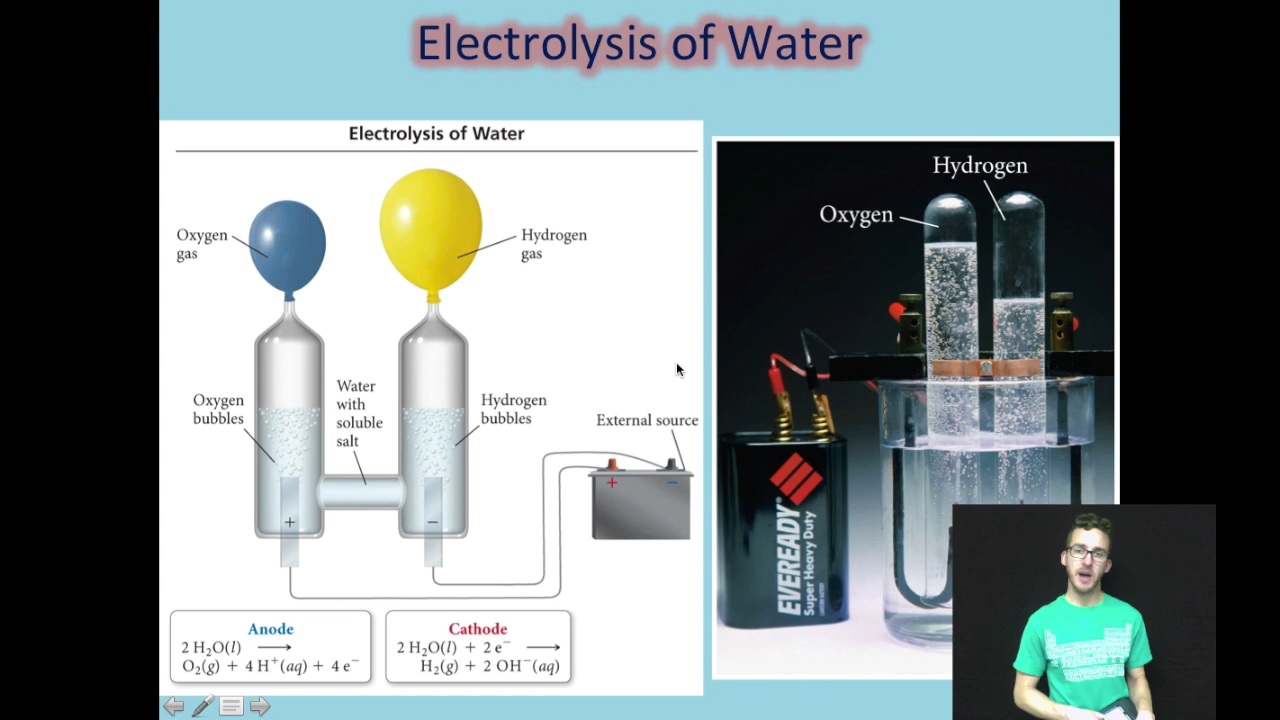 Electrolysis of Water
Electrolysis of Water
Oxygen
gas
Hydrogen
gas
Oxygen
bubbles
Water
with
soluble
salt
Hydrogen
bubbles
External source
+
−
+
−
Anode
2 H₂O(l) ⟶
O₂(g) + 4 H⁺(aq) + 4 e⁻
Cathode
2 H₂O(l) + 2 e⁻ ⟶
H₂(g) + 2 OH⁻(aq)
Hydrogen
Oxygen
EVEREADY
Super Heavy Duty